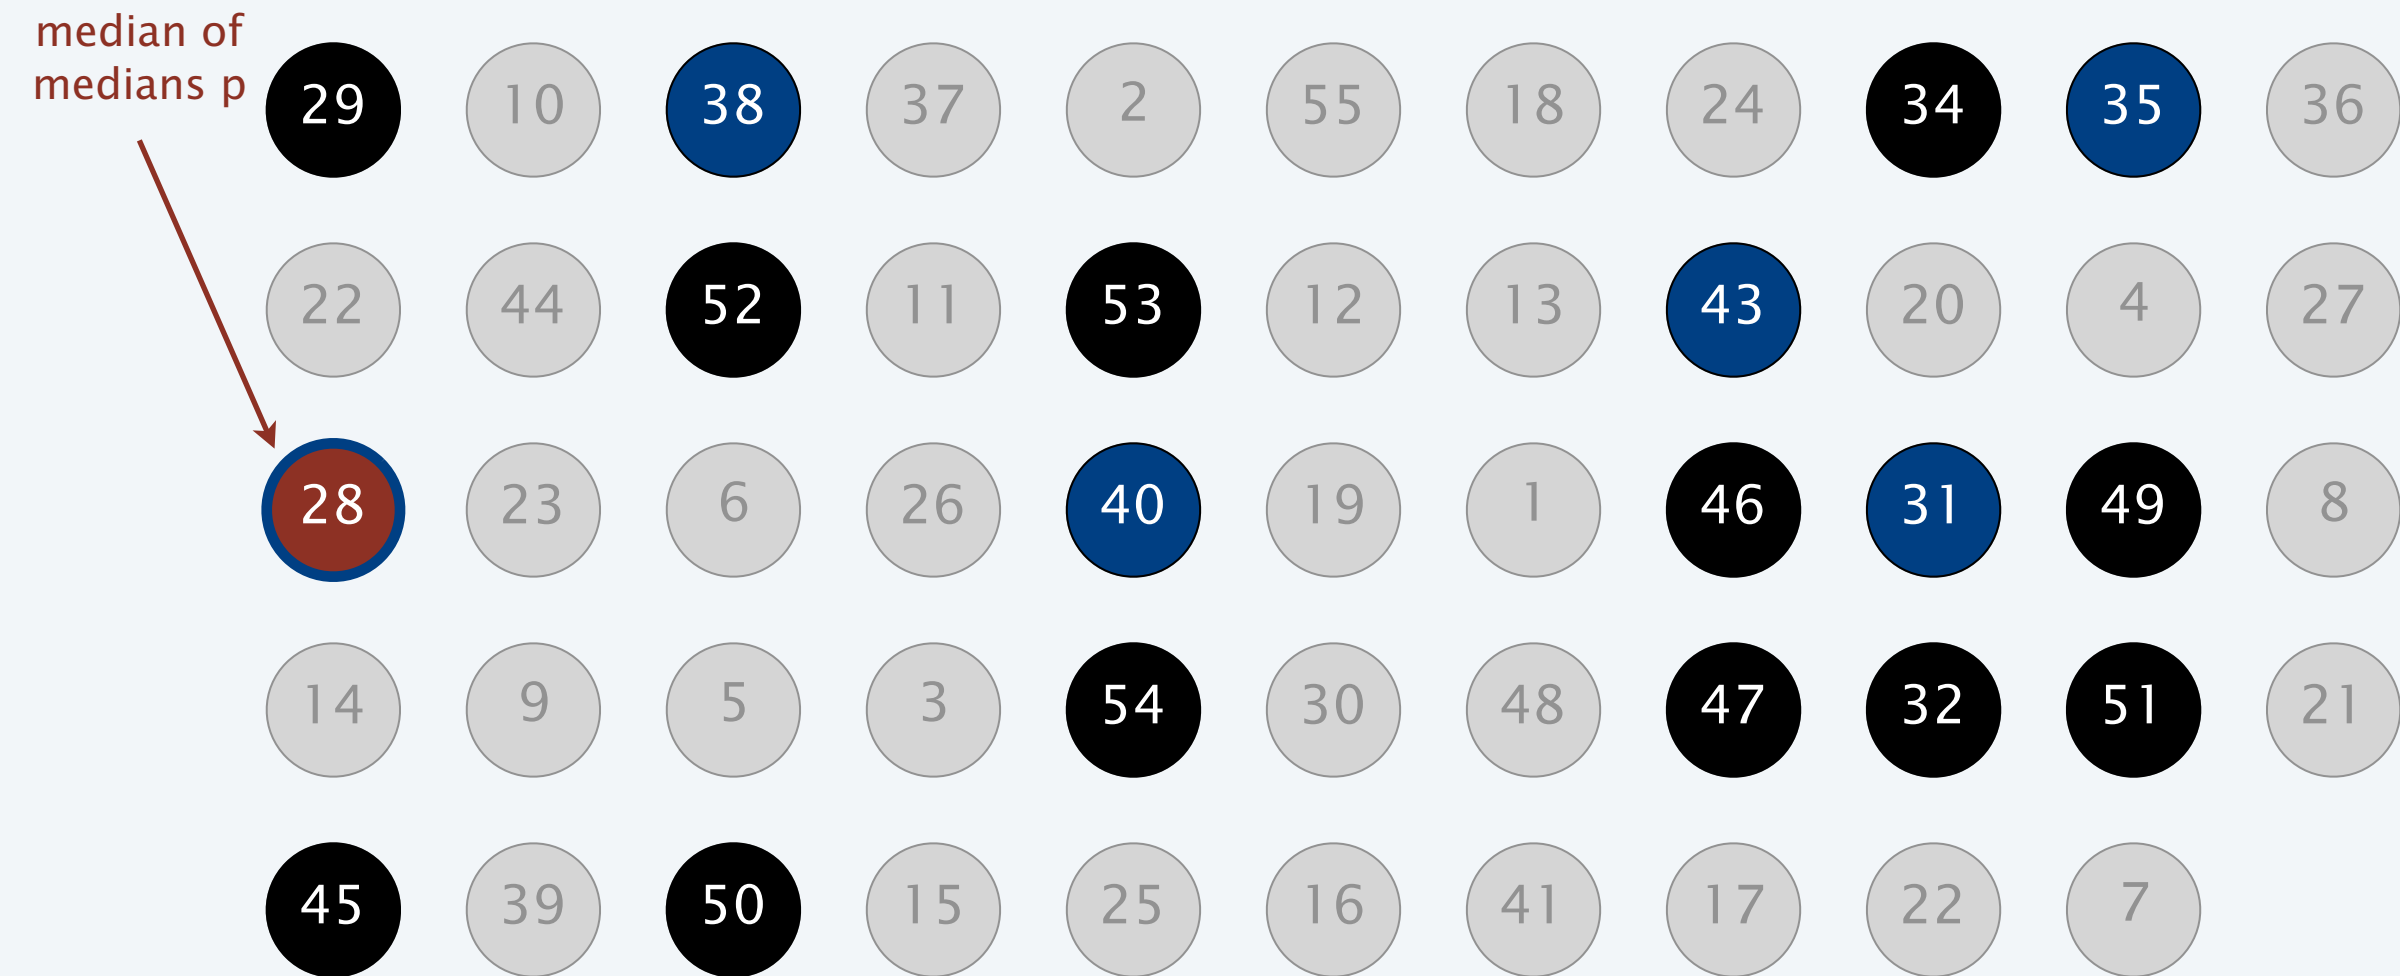 median of
medians p
29 10 38 37 2 55 18 24 34 35 36
22 44 52 11 53 12 13 43 20 4 27
28 23 6 26 40 19 1 46 31 49 8
14 9 5 3 54 30 48 47 32 51 21
45 39 50 15 25 16 41 17 22 7